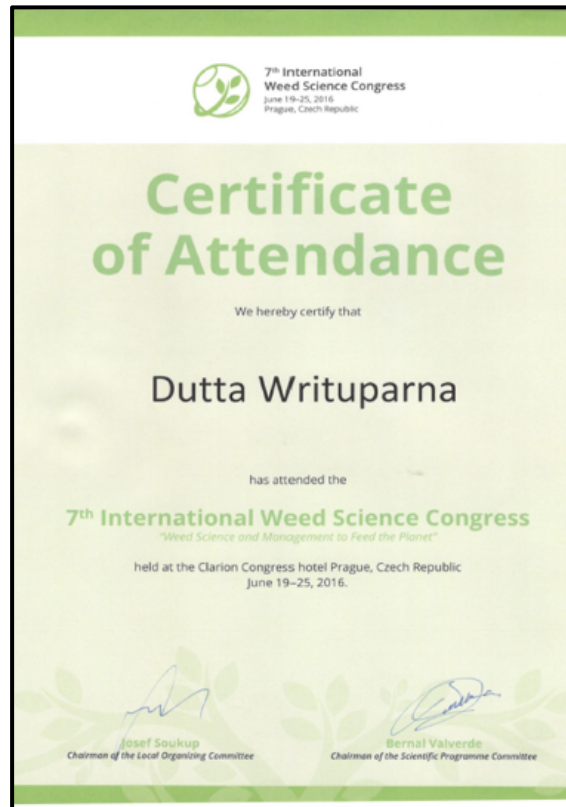 7th International
Weed Science Congress
June 19–25, 2016
Prague, Czech Republic
Certificate
of Attendance
We hereby certify that
Dutta Writuparna
has attended the
7th International Weed Science Congress
"Weed Science and Management to Feed the Planet"
held at the Clarion Congress hotel Prague, Czech Republic
June 19–25, 2016.
Josef Soukup
Chairman of the Local Organizing Committee
Bernal Valverde
Chairman of the Scientific Programme Committee